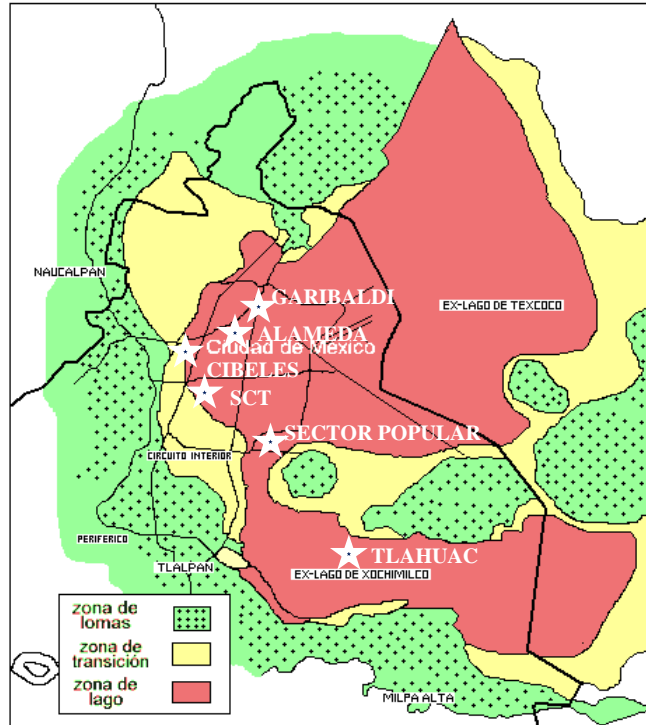 NAUCALPAN
GARIBALDI
EX-LAGO DE TEXCOCO
ALAMEDA
Ciudad de México
CIBELES
SCT
SECTOR POPULAR
CIRCUITO INTERIOR
PERIFERICO
TLALPAN
TLAHUAC
EX-LAGO DE XOCHIMILCO
zona de
lomas
zona de
transición
zona de
lago
MILPA ALTA